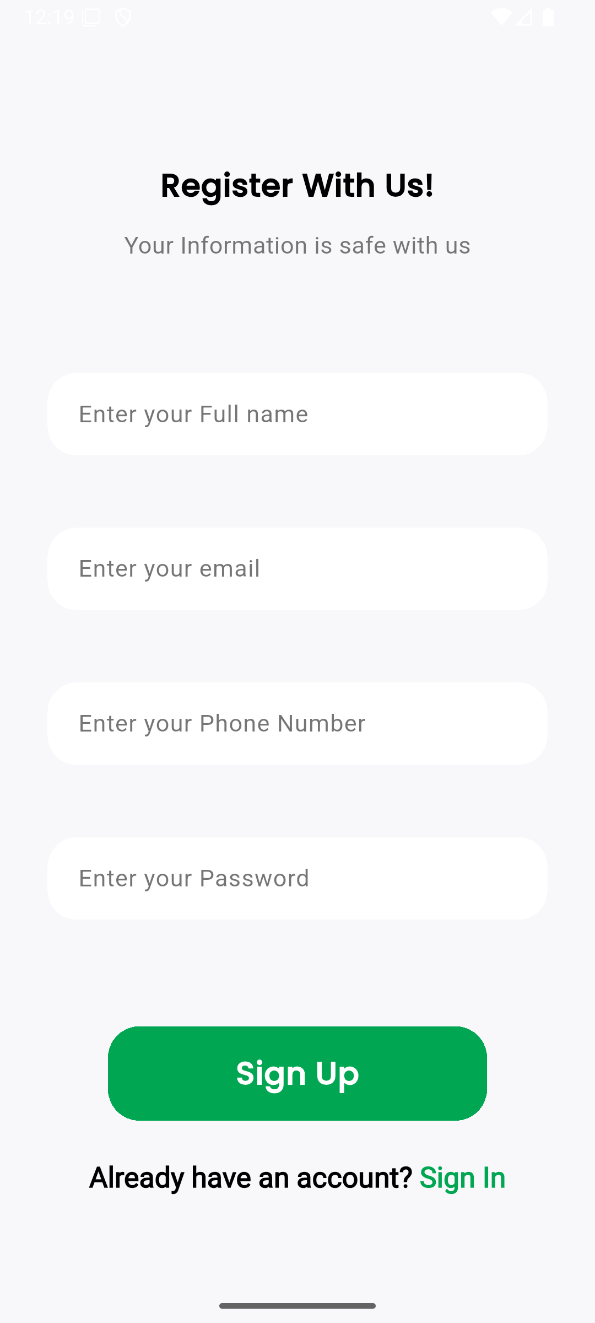 12:19
Register With Us!
Your Information is safe with us
Enter your Full name
Enter your email
Enter your Phone Number
Enter your Password
Sign Up
Already have an account? Sign In